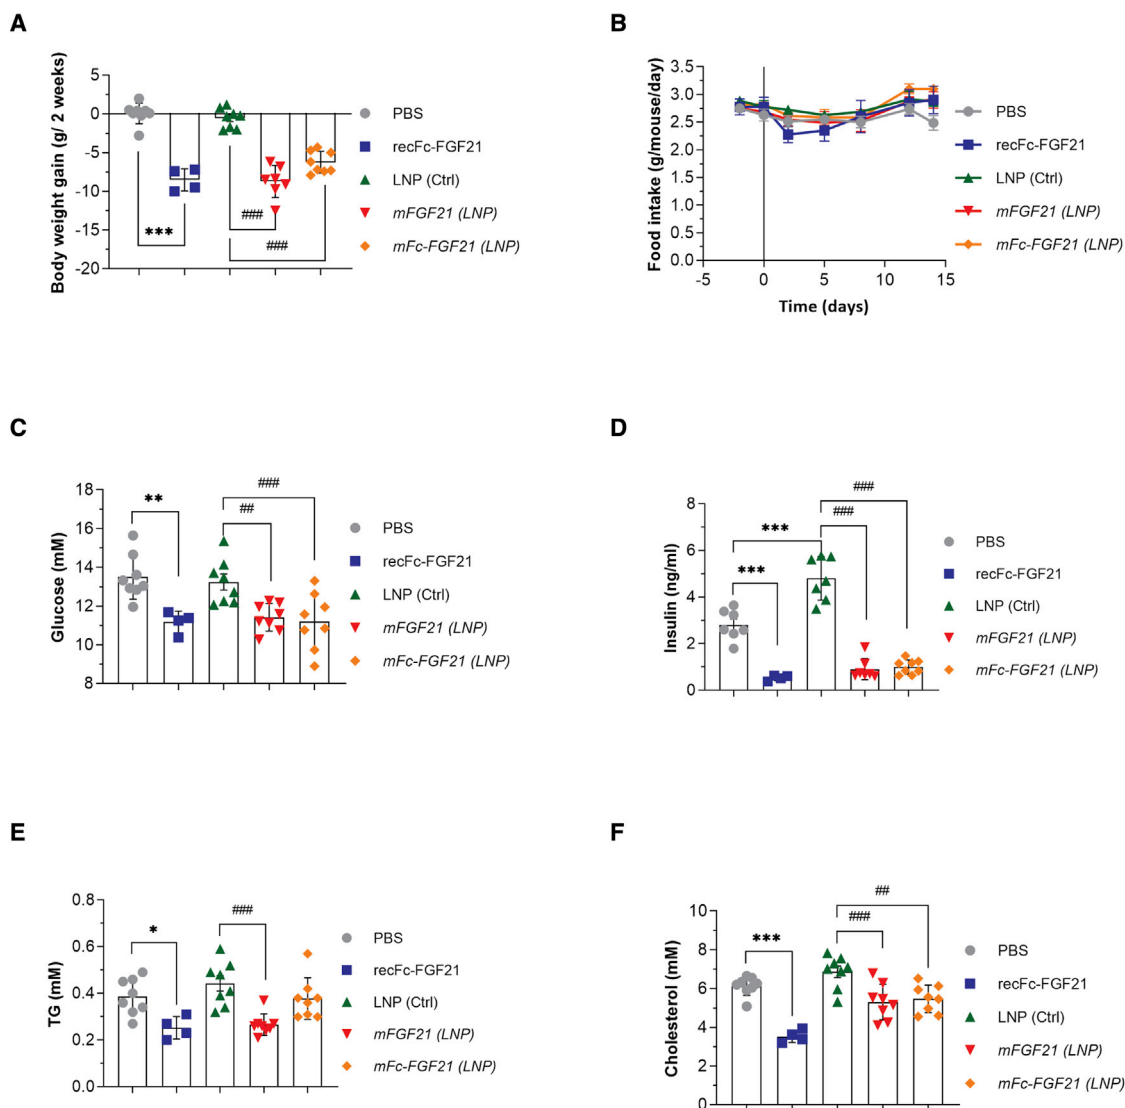 A
Body weight gain (g/ 2 weeks)
5
0
-5
-10
-15
-20
***
###
###
PBS
recFc-FGF21
LNP (Ctrl)
mFGF21 (LNP)
mFc-FGF21 (LNP)
B
Food intake (g/mouse/day)
3.5
3.0
2.5
2.0
1.5
1.0
0.5
0.0
-5
0
5
10
15
Time (days)
PBS
recFc-FGF21
LNP (Ctrl)
mFGF21 (LNP)
mFc-FGF21 (LNP)
C
Glucose (mM)
18
16
14
12
10
8
**
##
###
PBS
recFc-FGF21
LNP (Ctrl)
mFGF21 (LNP)
mFc-FGF21 (LNP)
D
Insulin (ng/ml)
8
6
4
2
0
***
***
###
###
PBS
recFc-FGF21
LNP (Ctrl)
mFGF21 (LNP)
mFc-FGF21 (LNP)
E
TG (mM)
0.8
0.6
0.4
0.2
0.0
*
###
PBS
recFc-FGF21
LNP (Ctrl)
mFGF21 (LNP)
mFc-FGF21 (LNP)
F
Cholesterol (mM)
10
8
6
4
2
0
***
###
##
PBS
recFc-FGF21
LNP (Ctrl)
mFGF21 (LNP)
mFc-FGF21 (LNP)